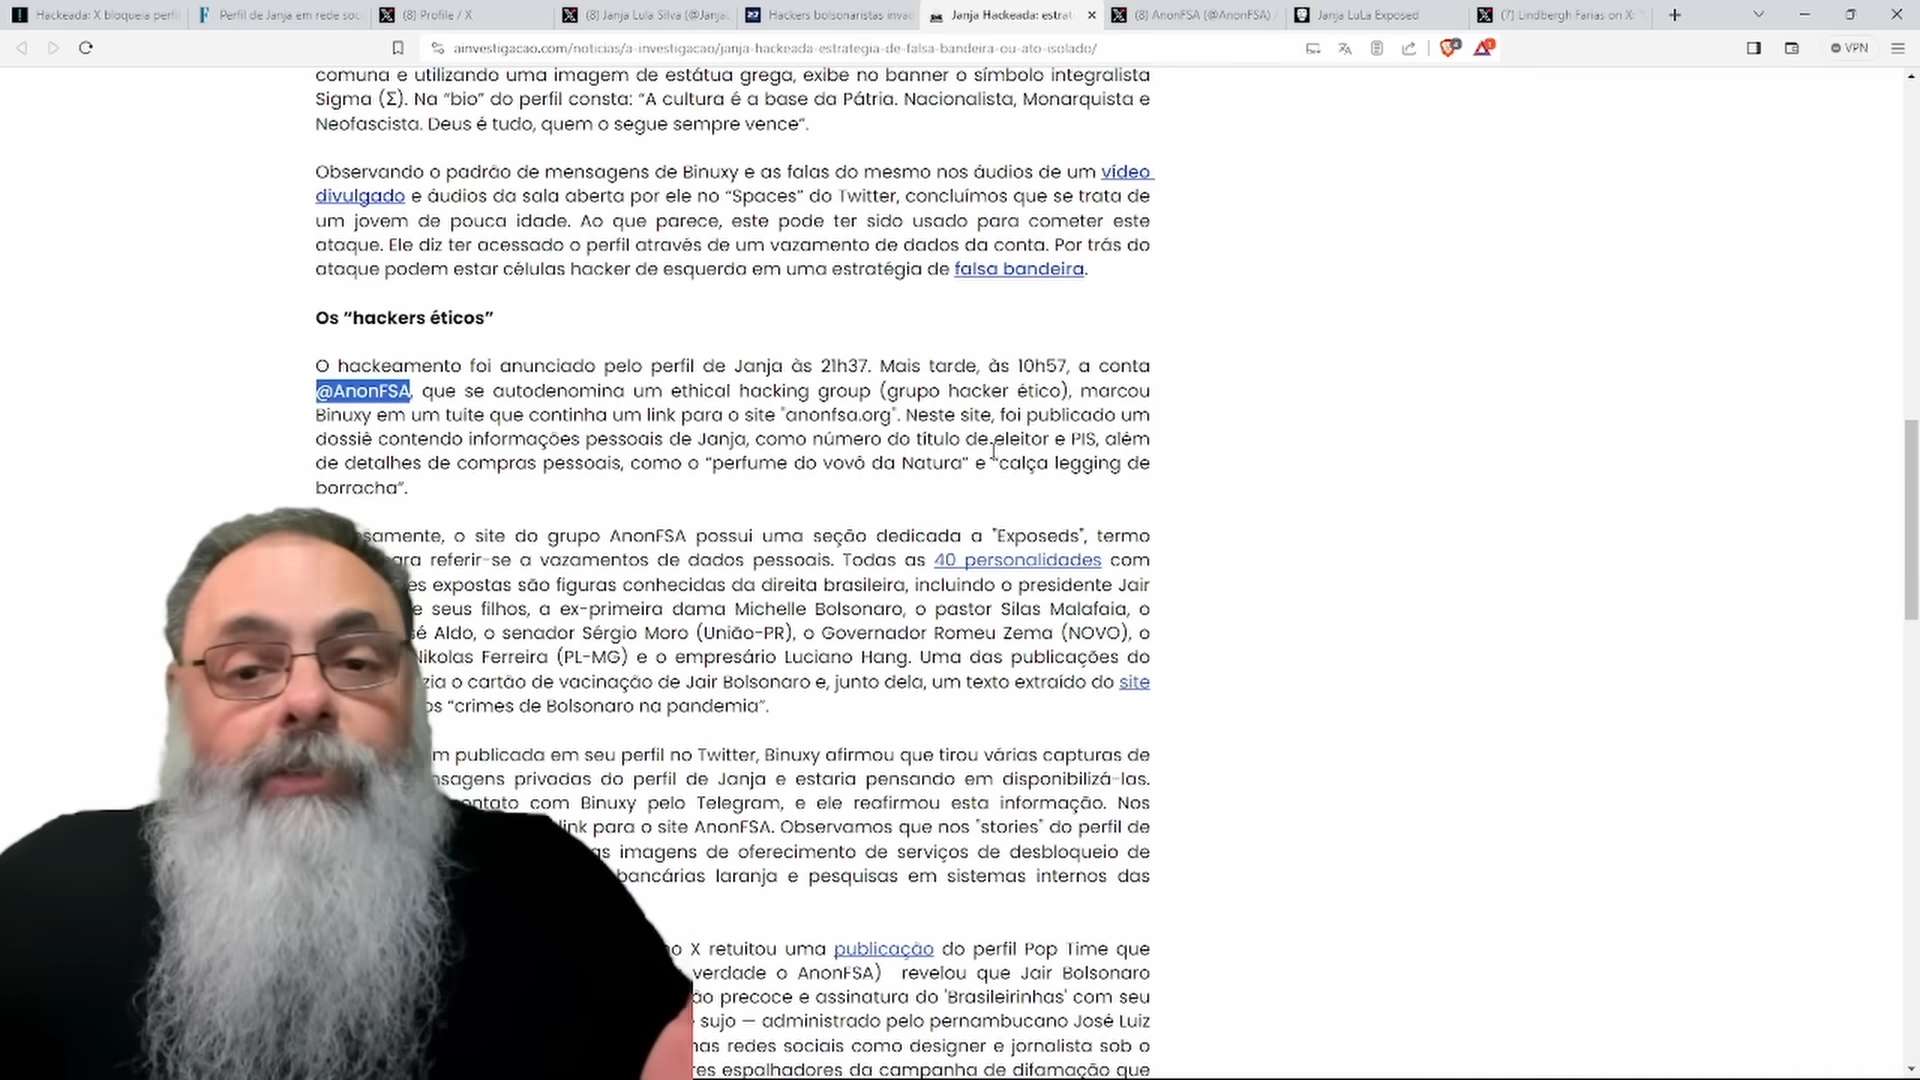 Hackeada: X bloqueia perfil
Perfil de Janja em rede soc
(8) Profile / X
(8) Janja Lula Silva (@Janja
Hackers bolsonaristas inva
Janja Hackeada: estrat
(8) AnonFSA (@AnonFSA) /
Janja LuLa Exposed
(7) Lindbergh Farias on X: "
ainvestigacao.com/noticias/a-investigacao/janja-hackeada-estrategia-de-falsa-bandeira-ou-ato-isolado/
VPN
comuna e utilizando uma imagem de estátua grega, exibe no banner o símbolo integralista
Sigma (Σ). Na “bio” do perfil consta: “A cultura é a base da Pátria. Nacionalista, Monarquista e
Neofascista. Deus é tudo, quem o segue sempre vence”.
Observando o padrão de mensagens de Binuxy e as falas do mesmo nos áudios de um vídeo
divulgado e áudios da sala aberta por ele no “Spaces” do Twitter, concluímos que se trata de
um jovem de pouca idade. Ao que parece, este pode ter sido usado para cometer este
ataque. Ele diz ter acessado o perfil através de um vazamento de dados da conta. Por trás do
ataque podem estar células hacker de esquerda em uma estratégia de falsa bandeira.
Os “hackers éticos”
O hackeamento foi anunciado pelo perfil de Janja às 21h37. Mais tarde, às 10h57, a conta
@AnonFSA, que se autodenomina um ethical hacking group (grupo hacker ético), marcou
Binuxy em um tuíte que continha um link para o site "anonfsa.org". Neste site, foi publicado um
dossiê contendo informações pessoais de Janja, como número do título de eleitor e PIS, além
de detalhes de compras pessoais, como o “perfume do vovô da Natura” e “calça legging de
borracha”.
samente, o site do grupo AnonFSA possui uma seção dedicada a "Exposeds", termo
ara referir-se a vazamentos de dados pessoais. Todas as 40 personalidades com
es expostas são figuras conhecidas da direita brasileira, incluindo o presidente Jair
e seus filhos, a ex-primeira dama Michelle Bolsonaro, o pastor Silas Malafaia, o
sé Aldo, o senador Sérgio Moro (União-PR), o Governador Romeu Zema (NOVO), o
Nikolas Ferreira (PL-MG) e o empresário Luciano Hang. Uma das publicações do
zia o cartão de vacinação de Jair Bolsonaro e, junto dela, um texto extraído do site
os “crimes de Bolsonaro na pandemia”.
m publicada em seu perfil no Twitter, Binuxy afirmou que tirou várias capturas de
nsagens privadas do perfil de Janja e estaria pensando em disponibilizá-las.
ontato com Binuxy pelo Telegram, e ele reafirmou esta informação. Nos
link para o site AnonFSA. Observamos que nos "stories" do perfil de
as imagens de oferecimento de serviços de desbloqueio de
bancárias laranja e pesquisas em sistemas internos das
no X retuitou uma publicação do perfil Pop Time que
verdade o AnonFSA) revelou que Jair Bolsonaro
ão precoce e assinatura do 'Brasileirinhas' com seu
sujo — administrado pelo pernambucano José Luiz
nas redes sociais como designer e jornalista sob o
res espalhadores da campanha de difamação que